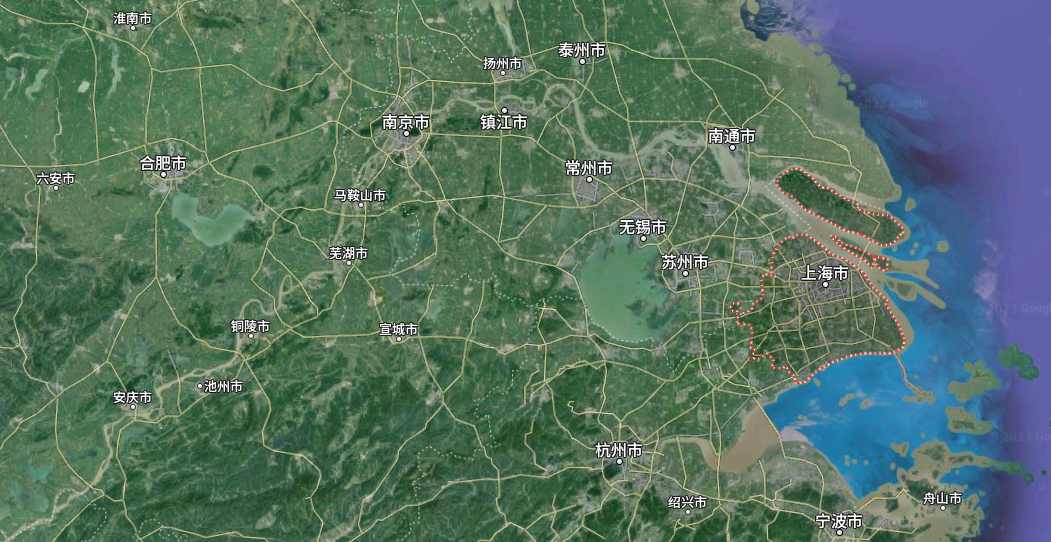 淮南市
泰州市
扬州市
南京市
镇江市
南通市
合肥市
常州市
六安市
马鞍山市
无锡市
芜湖市
苏州市
上海市
铜陵市
宣城市
池州市
安庆市
杭州市
绍兴市
舟山市
宁波市